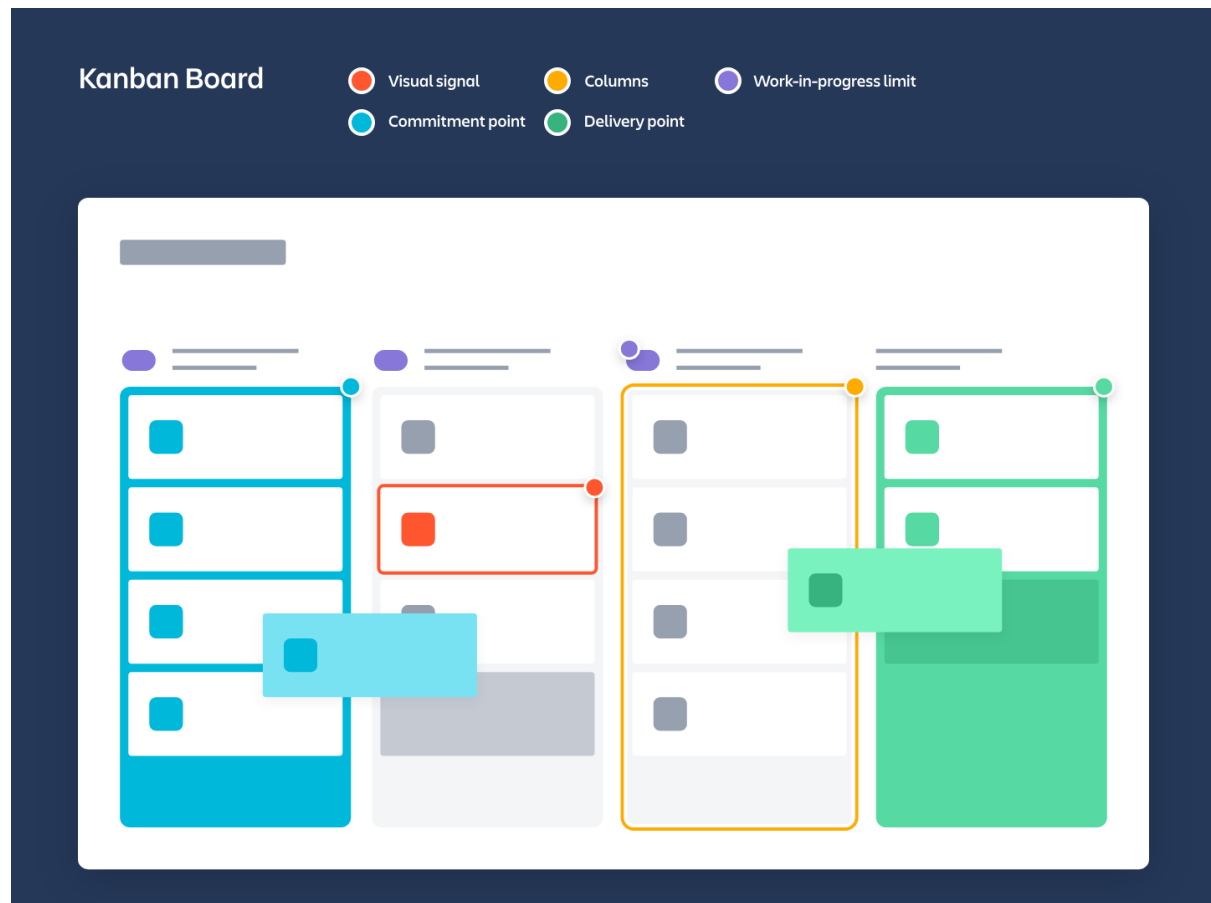 Kanban Board
Visual signal
Columns
Work-in-progress limit
Commitment point
Delivery point